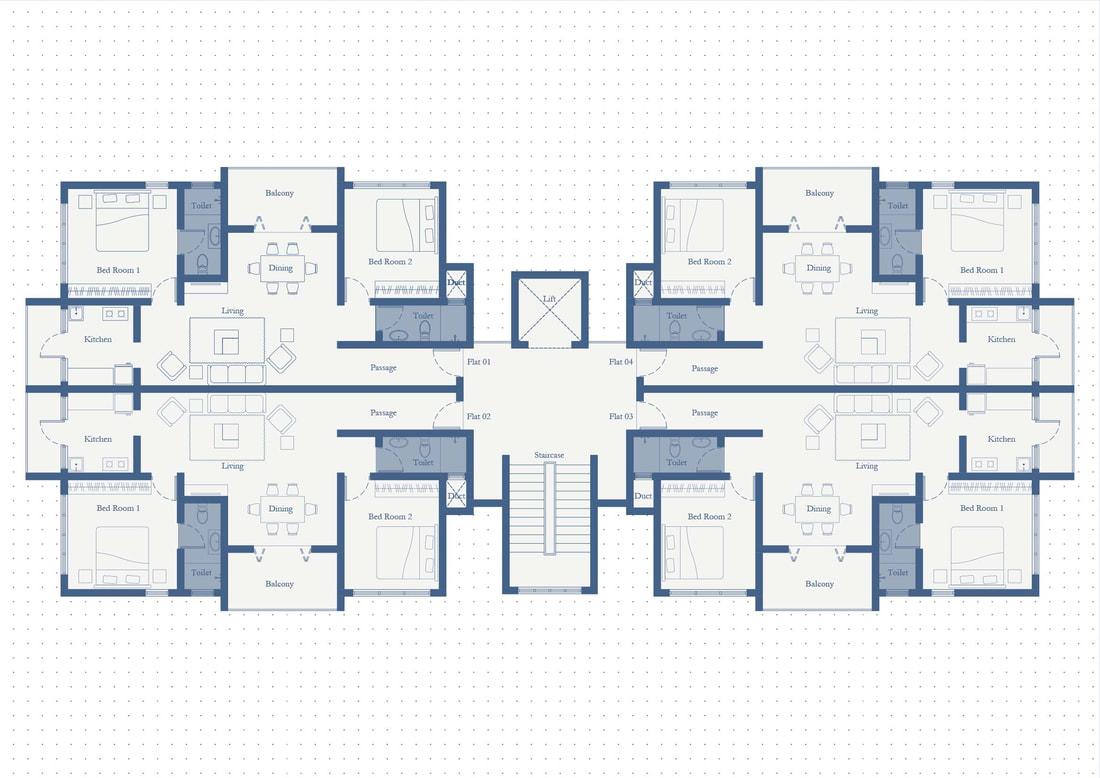 Balcony
Balcony
Toilet
Toilet
Bed Room 1
Dining
Bed Room 2
Bed Room 2
Dining
Bed Room 1
Duct
Duct
Lift
Living
Toilet
Toilet
Living
Kitchen
Kitchen
Passage
Flat 01
Flat 04
Passage
Passage
Flat 02
Flat 03
Passage
Kitchen
Kitchen
Living
Toilet
Staircase
Toilet
Living
Duct
Duct
Bed Room 1
Dining
Bed Room 2
Bed Room 2
Dining
Bed Room 1
Toilet
Toilet
Balcony
Balcony